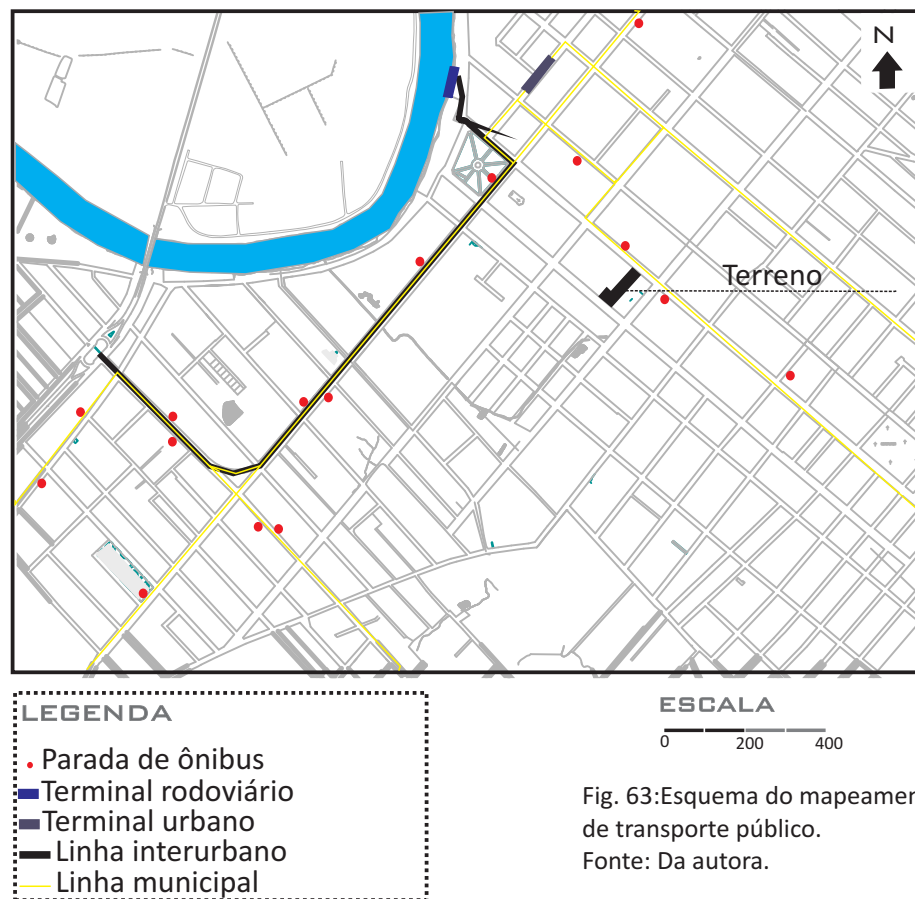 N
Terreno
LEGENDA
Parada de ônibus
Terminal rodoviário
Terminal urbano
Linha interurbano
Linha municipal
ESCALA
0 200 400
Fig. 63:Esquema do mapeamen
de transporte público.
Fonte: Da autora.